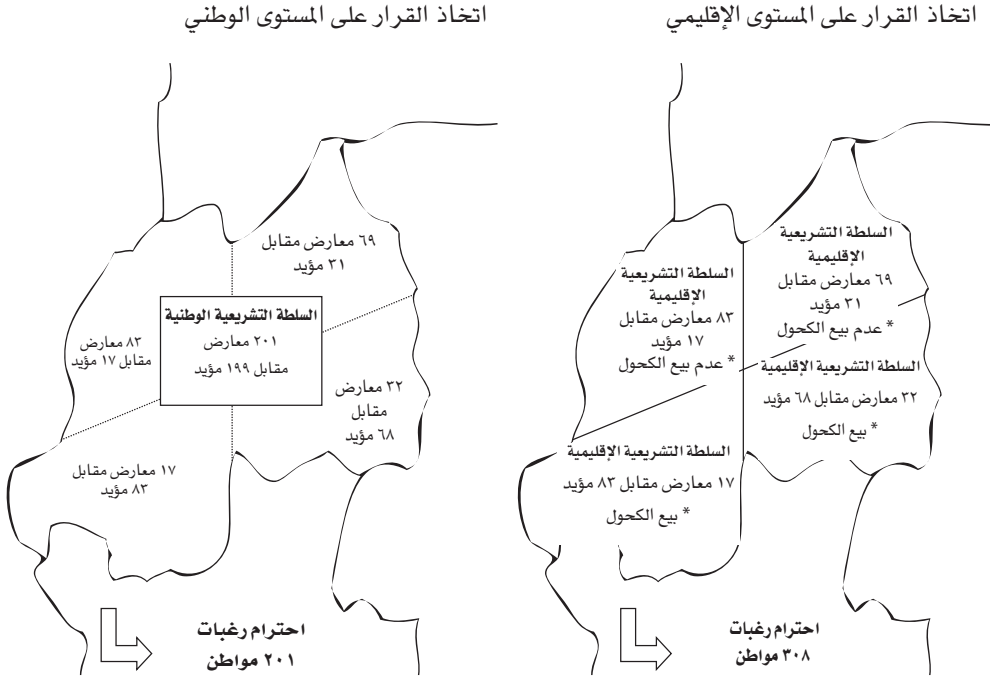 اتخاذ القرار على المستوى الإقليمي
السلطة التشريعية
الإقليمية
٦٩ معارض مقابل
٣١ مؤيد
* عدم بيع الكحول
السلطة التشريعية
الإقليمية
٨٣ معارض مقابل
١٧ مؤيد
* عدم بيع الكحول
السلطة التشريعية الإقليمية
٣٢ معارض مقابل ٦٨ مؤيد
* بيع الكحول
السلطة التشريعية الإقليمية
١٧ معارض مقابل ٨٣ مؤيد
* بيع الكحول
احترام رغبات
٣٠٨ مواطن
اتخاذ القرار على المستوى الوطني
٦٩ معارض مقابل
٣١ مؤيد
السلطة التشريعية الوطنية
٢٠١ معارض
مقابل ١٩٩ مؤيد
٨٣ معارض
مقابل ١٧ مؤيد
٣٢ معارض
مقابل
٦٨ مؤيد
١٧ معارض مقابل
٨٣ مؤيد
احترام رغبات
٢٠١ مواطن